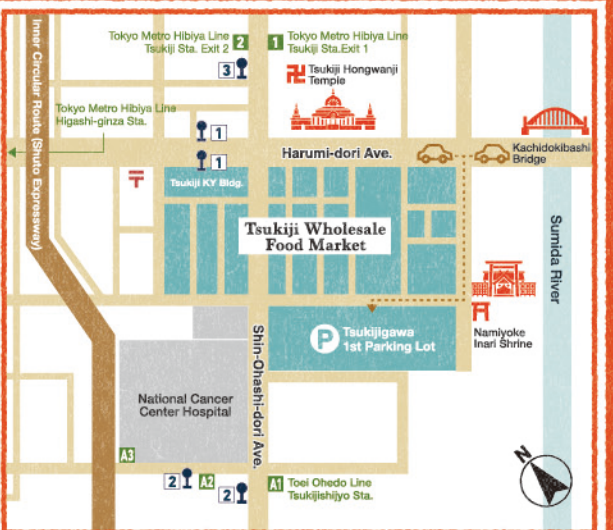 Inner Circular Route (Shuto Expressway)
Tokyo Metro Hibiya Line
Tsukiji Sta. Exit 2
2
1
Tokyo Metro Hibiya Line
Tsukiji Sta.Exit 1
3
Tsukiji Hongwanji
Temple
Tokyo Metro Hibiya Line
Higashi-ginza Sta.
1
1
Harumi-dori Ave.
Kachidokibashi
Bridge
Tsukiji KY Bldg.
Tsukiji Wholesale
Food Market
Sumida River
P
Tsukijigawa
1st Parking Lot
Namiyoke
Inari Shrine
Shin-Ohashi-dori Ave.
National Cancer
Center Hospital
A3
2
A2
2
A1
Toei Ohedo Line
Tsukijishijyo Sta.
N